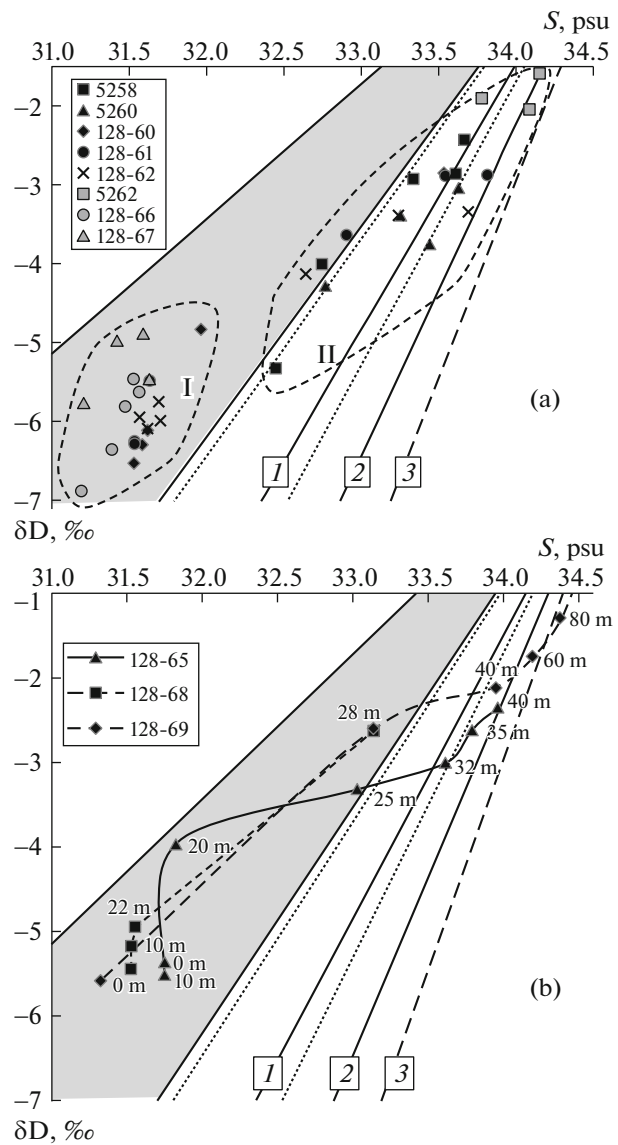 S, psu
31.0 31.5 32.0 32.5 33.0 33.5 34.0 34.5
−2
−3
−4
−5
−6
−7
5258
5260
128-60
128-61
128-62
5262
128-66
128-67
I
II
(a)
1 2 3
δD, ‰
S, psu
31.0 31.5 32.0 32.5 33.0 33.5 34.0 34.5
−1
−2
−3
−4
−5
−6
−7
128-65
128-68
128-69
80 m
60 m
40 m
40 m
28 m
35 m
32 m
25 m
20 m
22 m
10 m
0 m
0 m
10 m
(b)
1 2 3
δD, ‰